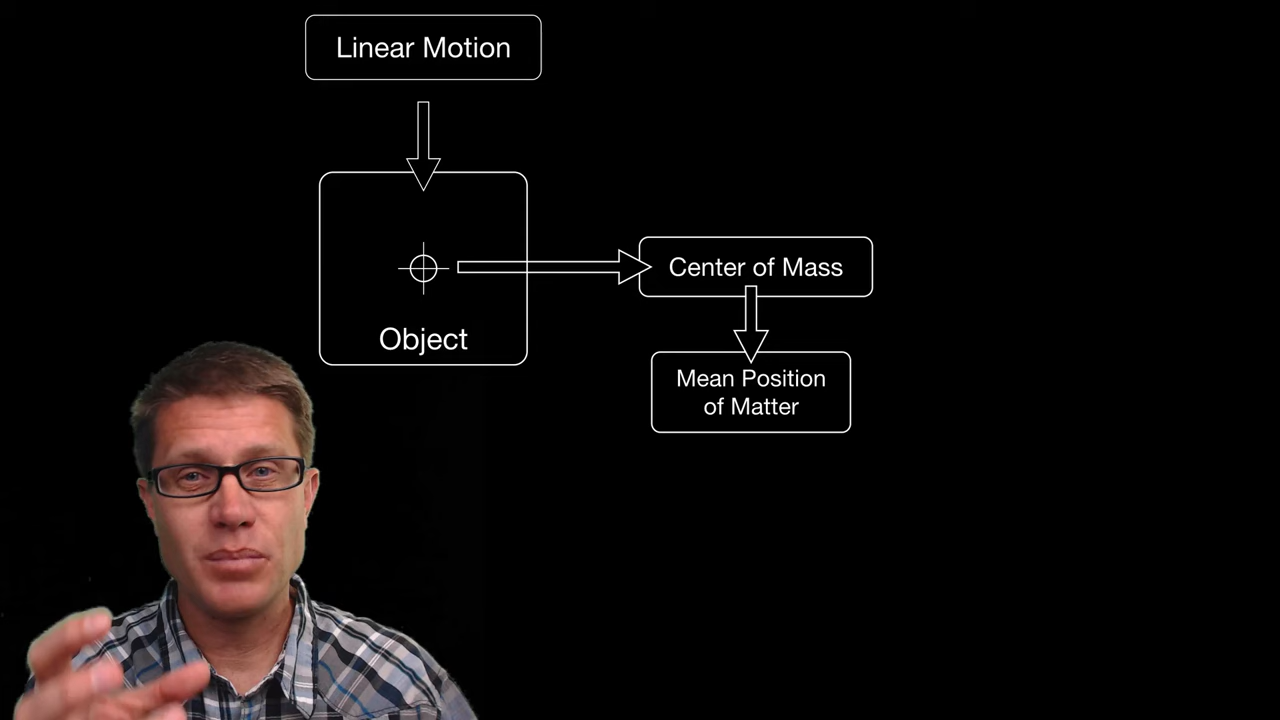 Linear Motion
Center of Mass
Object
Mean Position
of Matter